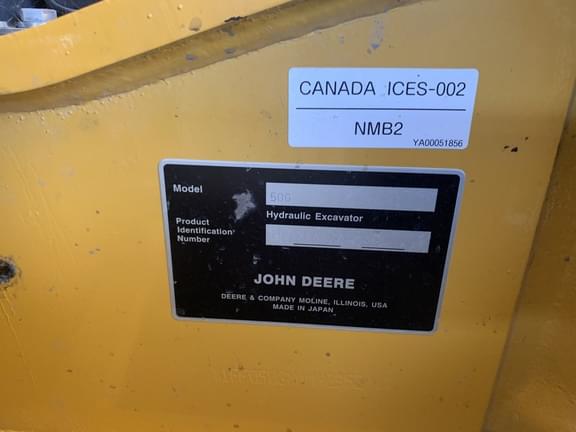 CANADA ICES-002
NMB2
YA00051856
Model
50G
Hydraulic Excavator
Product
Identification
Number
JOHN DEERE
DEERE & COMPANY MOLINE, ILLINOIS, USA
MADE IN JAPAN